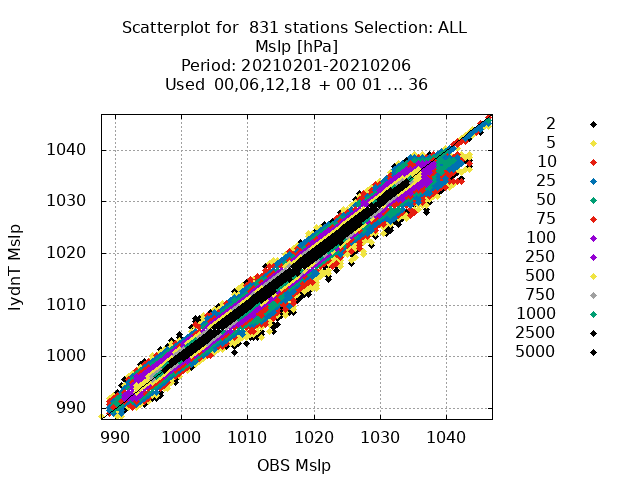 Scatterplot for  831 stations Selection: ALL
Mslp [hPa]
Period: 20210201-20210206
Used  00,06,12,18  + 00 01 ... 36
2
5
10
25
50
75
100
250
500
750
1000
2500
5000
1040
1030
1020
1010
1000
990
IydnT Mslp
990 1000 1010 1020 1030 1040
OBS Mslp